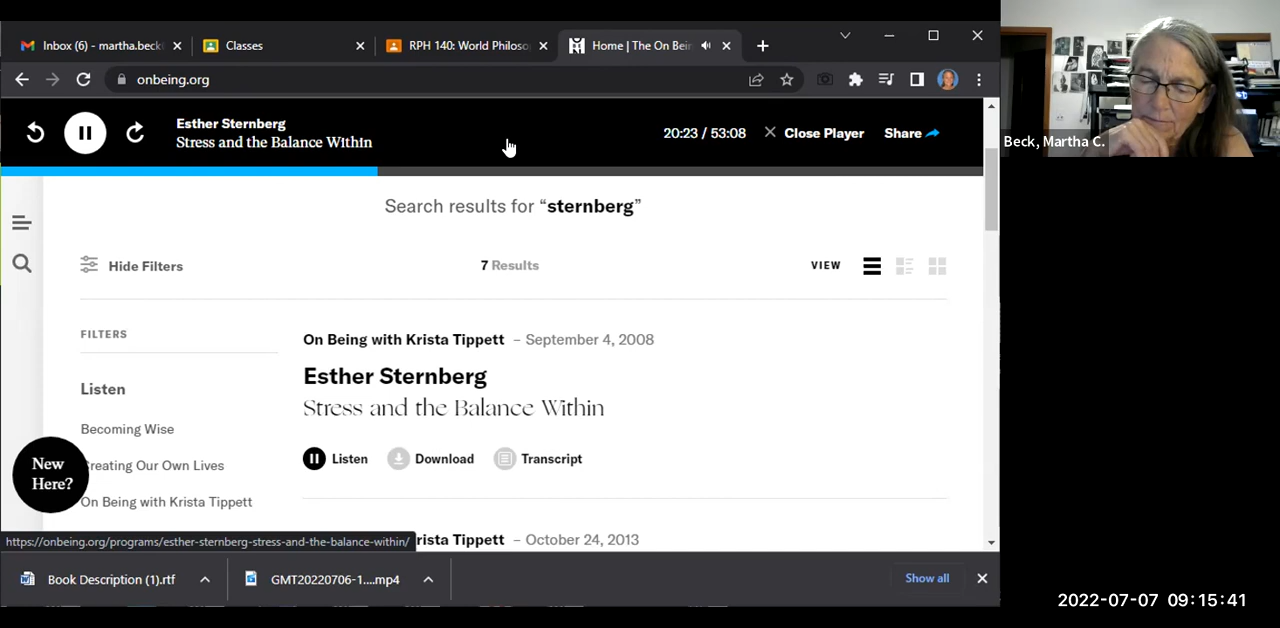 Inbox (6) - martha.beck
Classes
RPH 140: World Philoso
Home | The On Bein
onbeing.org
Esther Sternberg
Stress and the Balance Within
20:23 / 53:08
Close Player
Share
Beck, Martha C.
Search results for “sternberg”
Hide Filters
7 Results
VIEW
FILTERS
On Being with Krista Tippett – September 4, 2008
Esther Sternberg
Stress and the Balance Within
Listen
Listen
Download
Transcript
Becoming Wise
New
Here?
Creating Our Own Lives
On Being with Krista Tippett
https://onbeing.org/programs/esther-sternberg-stress-and-the-balance-within/
rista Tippett – October 24, 2013
Book Description (1).rtf
GMT20220706-1....mp4
Show all
2022-07-07 09:15:41